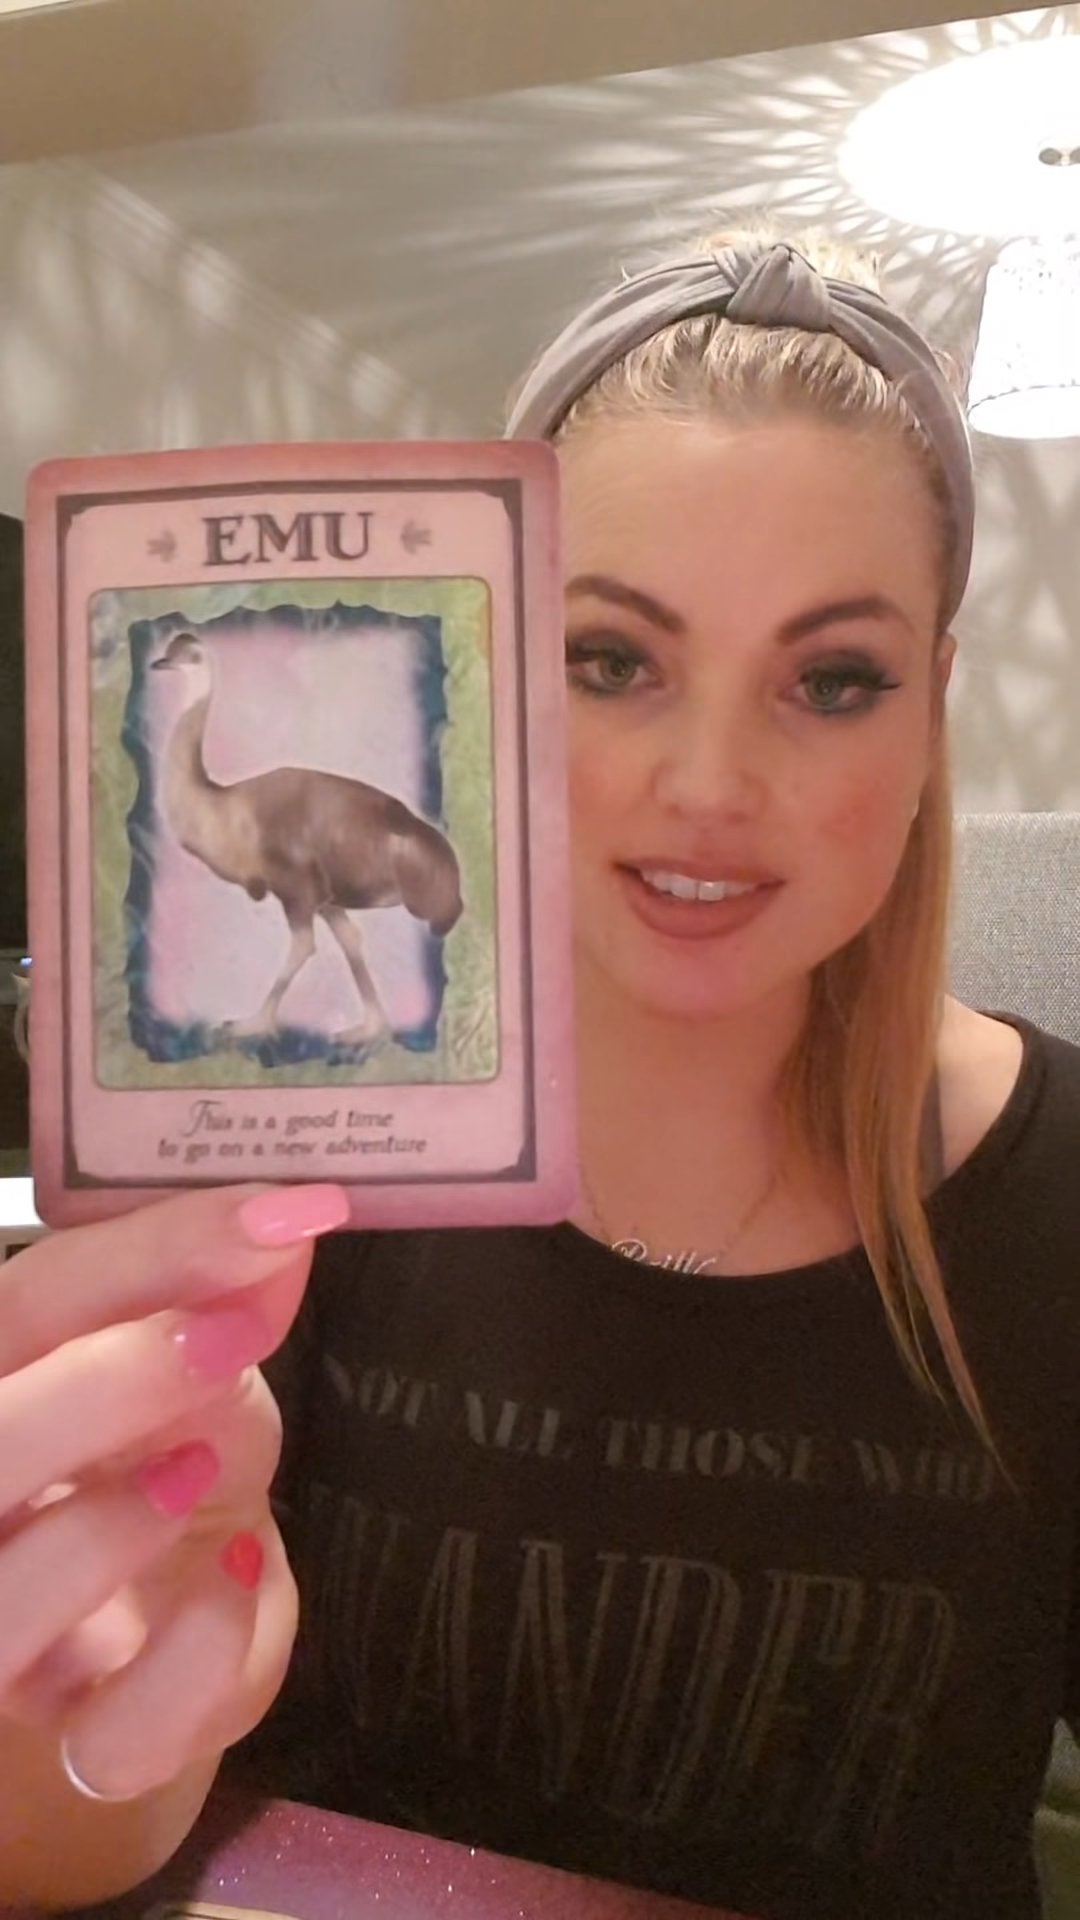 EMU
This is a good time
to go on a new adventure
NOT ALL THOSE WHO
WANDER